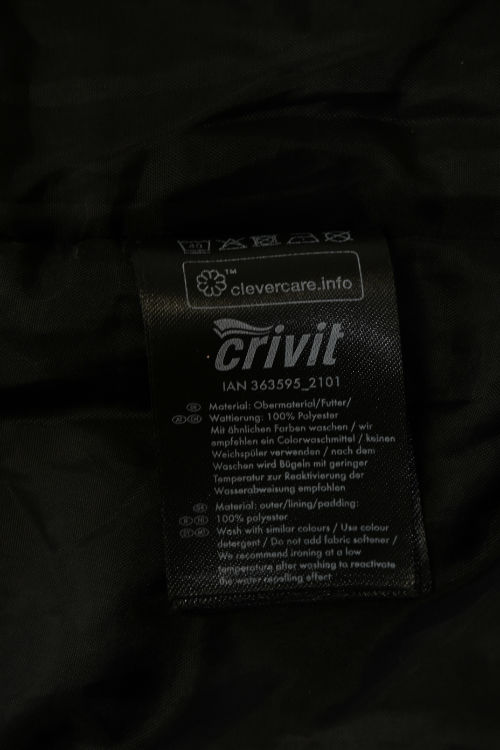 40
™
clevercare.info
crivit
IAN 363595_2101
Material: Obermaterial/Futter/
Wattierung: 100% Polyester
Mit ähnlichen Farben waschen / wir
empfehlen ein Colorwaschmittel / keinen
Weichspüler verwenden / nach dem
Waschen wird Bügeln mit geringer
Temperatur zur Reaktivierung der
Wasserabweisung empfohlen
Material: outer/lining/padding:
100% polyester
Wash with similar colours / Use colour
detergent / Do not add fabric softener /
We recommend ironing at a low
temperature after washing to reactivate
the water repelling effect